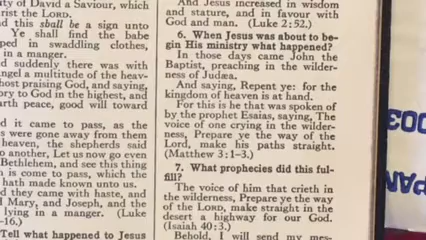 ty of David a Saviour, which
rist the LORD.
d this shall be a sign unto
Ye shall find the babe
ped in swaddling clothes,
in a manger.
d suddenly there was with
ngel a multitude of the heav-
host praising God, and saying,
ory to God in the highest, and
arth peace, good will toward
d it came to pass, as the
s were gone away from them
heaven, the shepherds said
o another, Let us now go even
Bethlehem, and see this thing
h is come to pass, which the
hath made known unto us.
d they came with haste, and
d Mary, and Joseph, and the
lying in a manger. (Luke
–16.)
Tell what happened to Jesus
And Jesus increased in wisdom
and stature, and in favour with
God and man. (Luke 2:52.)
6. When Jesus was about to be-
gin His ministry what happened?
In those days came John the
Baptist, preaching in the wilder-
ness of Judæa.
And saying, Repent ye: for the
kingdom of heaven is at hand.
For this is he that was spoken of
by the prophet Esaias, saying, The
voice of one crying in the wilder-
ness, Prepare ye the way of the
Lord, make his paths straight.
(Matthew 3:1–3.)
7. What prophecies did this ful-
fill?
The voice of him that crieth in
the wilderness, Prepare ye the way
of the LORD, make straight in the
desert a highway for our God.
(Isaiah 40:3.)
Behold, I will send my mes-